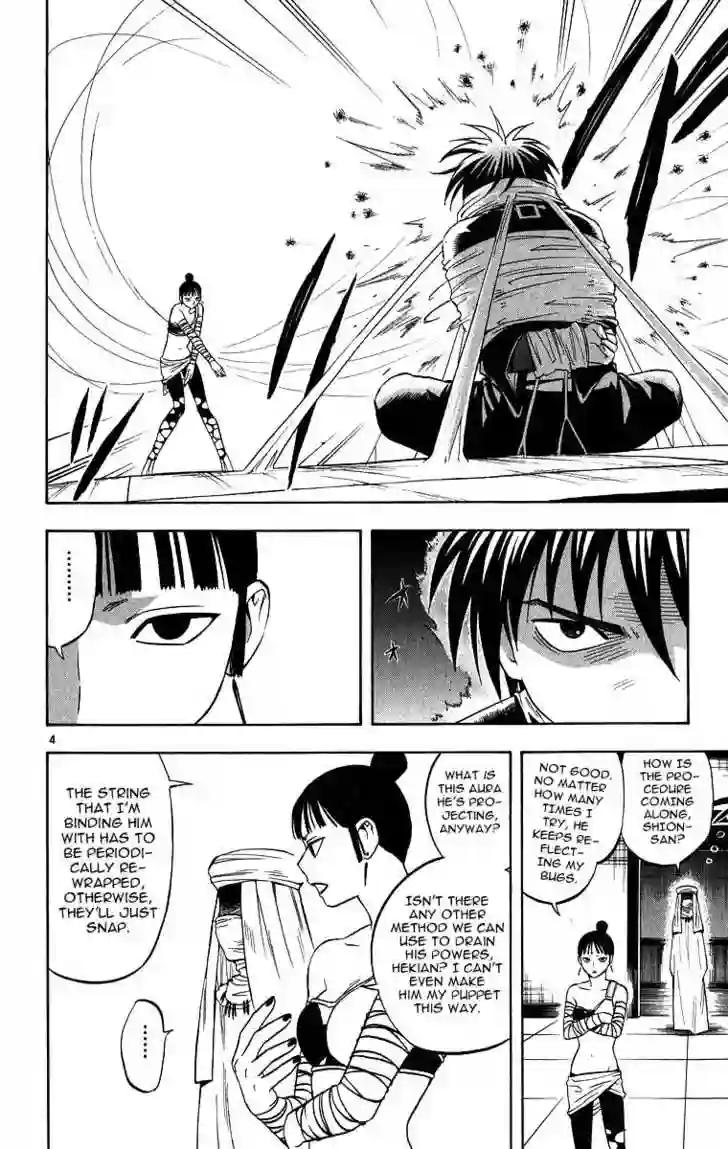 ........
4
HOW IS
THE PRO-
CEDURE
COMING
ALONG,
SHION-
SAN?
NOT GOOD.
NO MATTER
HOW MANY
TIMES I
TRY, HE
KEEPS RE-
FLECT-
ING MY
BUGS.
WHAT IS
THIS AURA
HE'S PRO-
JECTING,
ANYWAY?
ISN'T THERE
ANY OTHER
METHOD WE CAN
USE TO DRAIN
HIS POWERS,
HEKIAN? I CAN'T
EVEN MAKE
HIM MY PUPPET
THIS WAY.
THE STRING
THAT I'M
BINDING HIM
WITH HAS TO
BE PERIODI-
CALLY RE-
WRAPPED,
OTHERWISE,
THEY'LL JUST
SNAP.
......